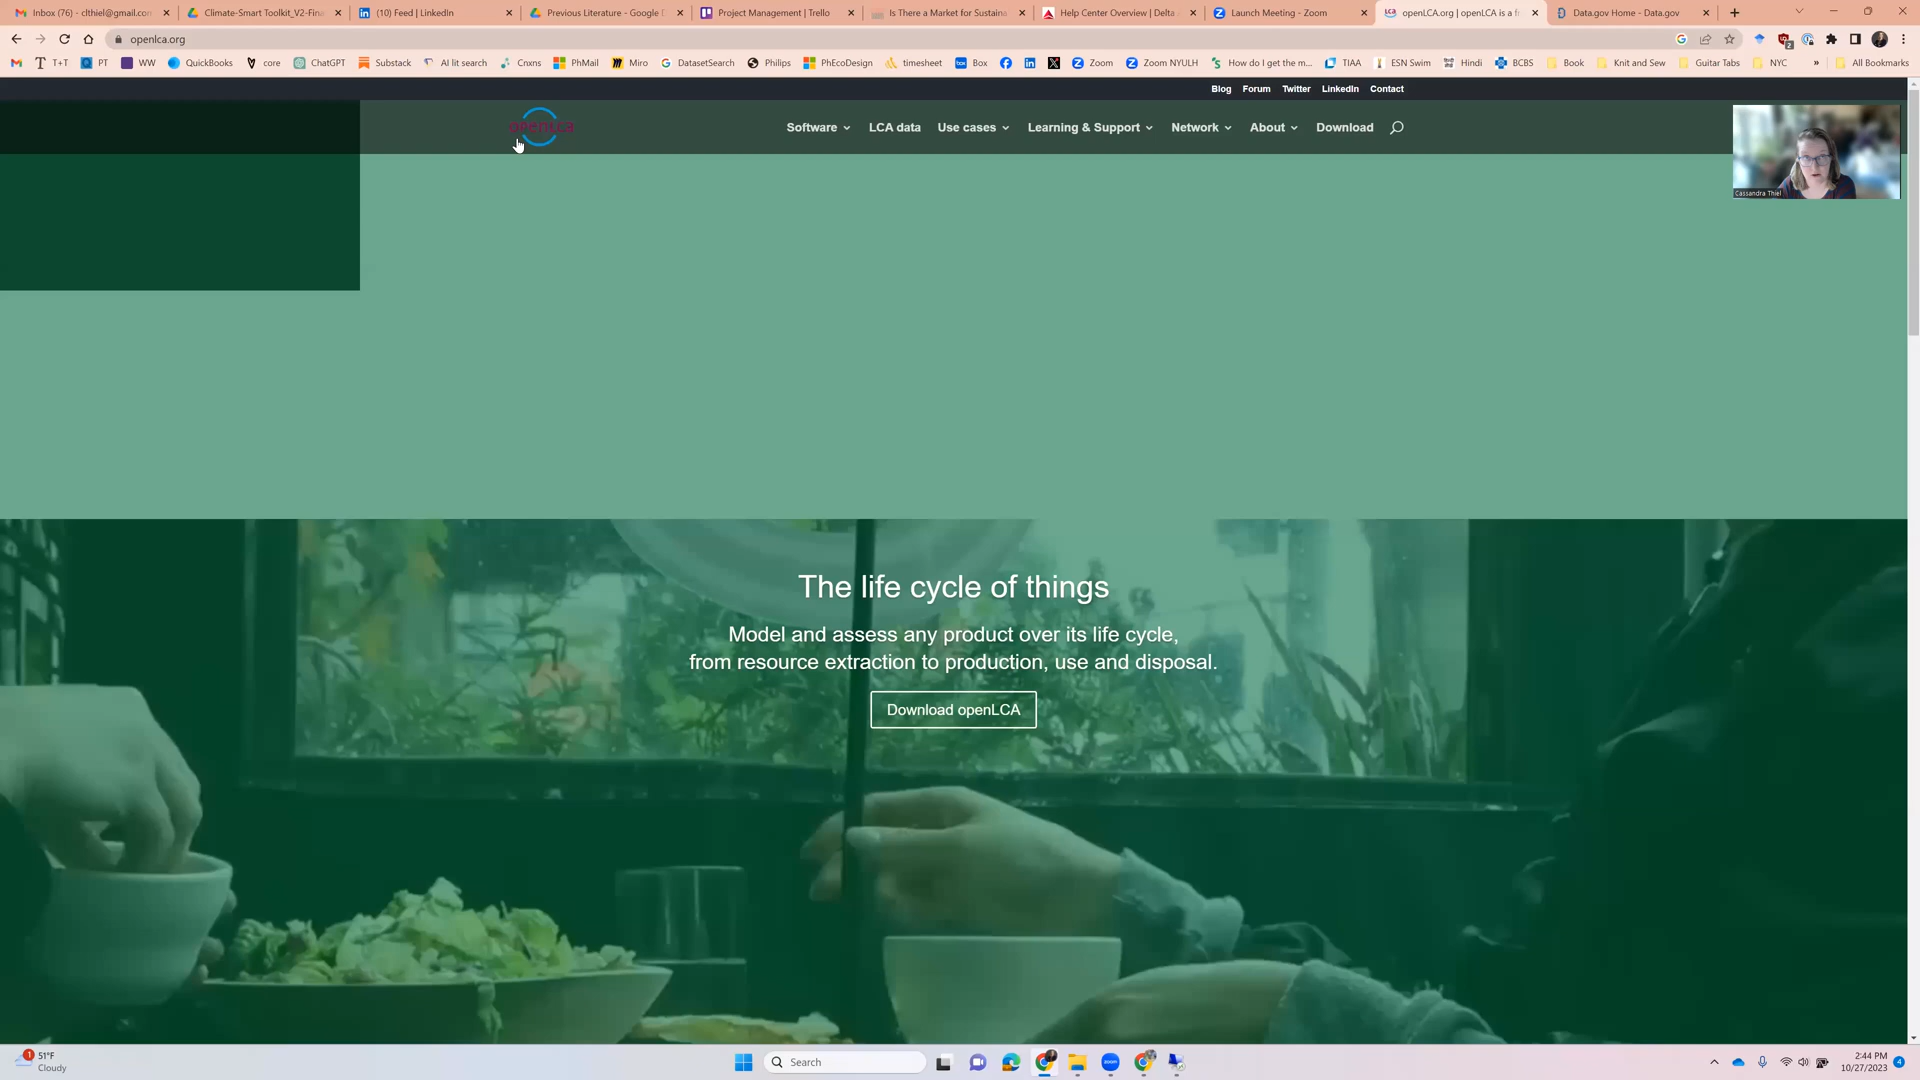 Inbox (76) - clthiel@gmail.com
Climate-Smart Toolkit_V2-Fina
(10) Feed | LinkedIn
Previous Literature - Google D
Project Management | Trello
Is There a Market for Sustaina
Help Center Overview | Delta
Launch Meeting - Zoom
openLCA.org | openLCA is a fr
Data.gov Home - Data.gov
openlca.org
T+T
PT
WW
QuickBooks
core
ChatGPT
Substack
AI lit search
Cnxns
PhMail
Miro
DatasetSearch
Philips
PhEcoDesign
timesheet
Box
Zoom
Zoom NYULH
How do I get the m...
TIAA
ESN Swim
Hindi
BCBS
Book
Knit and Sew
Guitar Tabs
NYC
»
All Bookmarks
Blog Forum Twitter LinkedIn Contact
openLCA
Software LCA data Use cases Learning & Support Network About Download
Cassandra Thiel
The life cycle of things
Model and assess any product over its life cycle,
from resource extraction to production, use and disposal.
Download openLCA
1
51°F
Cloudy
Search
zoom
2:44 PM
10/27/2023
4